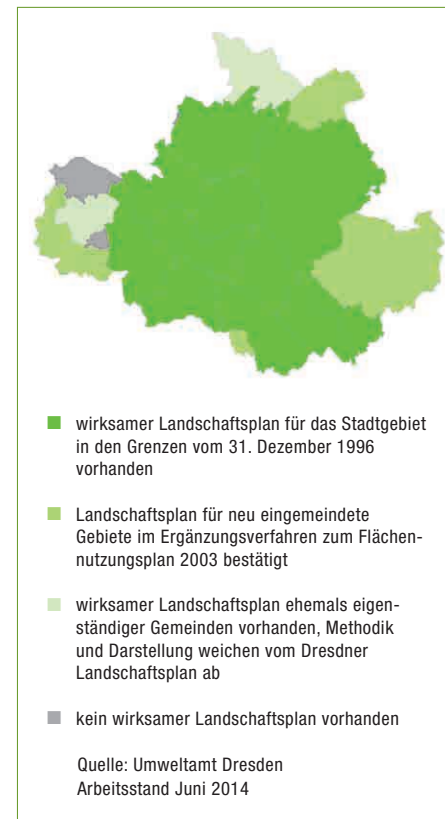 wirksamer Landschaftsplan für das Stadtgebiet
in den Grenzen vom 31. Dezember 1996
vorhanden
Landschaftsplan für neu eingemeindete
Gebiete im Ergänzungsverfahren zum Flächen-
nutzungsplan 2003 bestätigt
wirksamer Landschaftsplan ehemals eigen-
ständiger Gemeinden vorhanden, Methodik
und Darstellung weichen vom Dresdner
Landschaftsplan ab
kein wirksamer Landschaftsplan vorhanden
Quelle: Umweltamt Dresden
Arbeitsstand Juni 2014